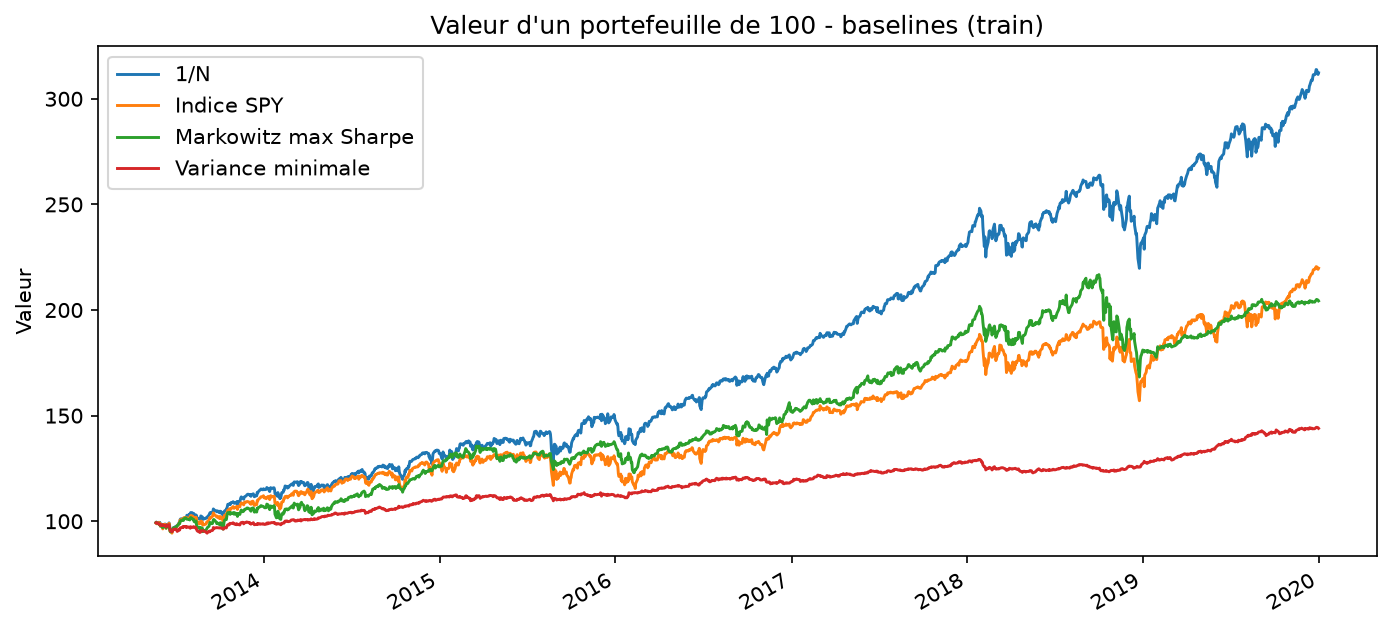 Valeur d'un portefeuille de 100 - baselines (train)
1/N
Indice SPY
Markowitz max Sharpe
Variance minimale
Valeur
300
250
200
150
100
2014
2015
2016
2017
2018
2019
2020